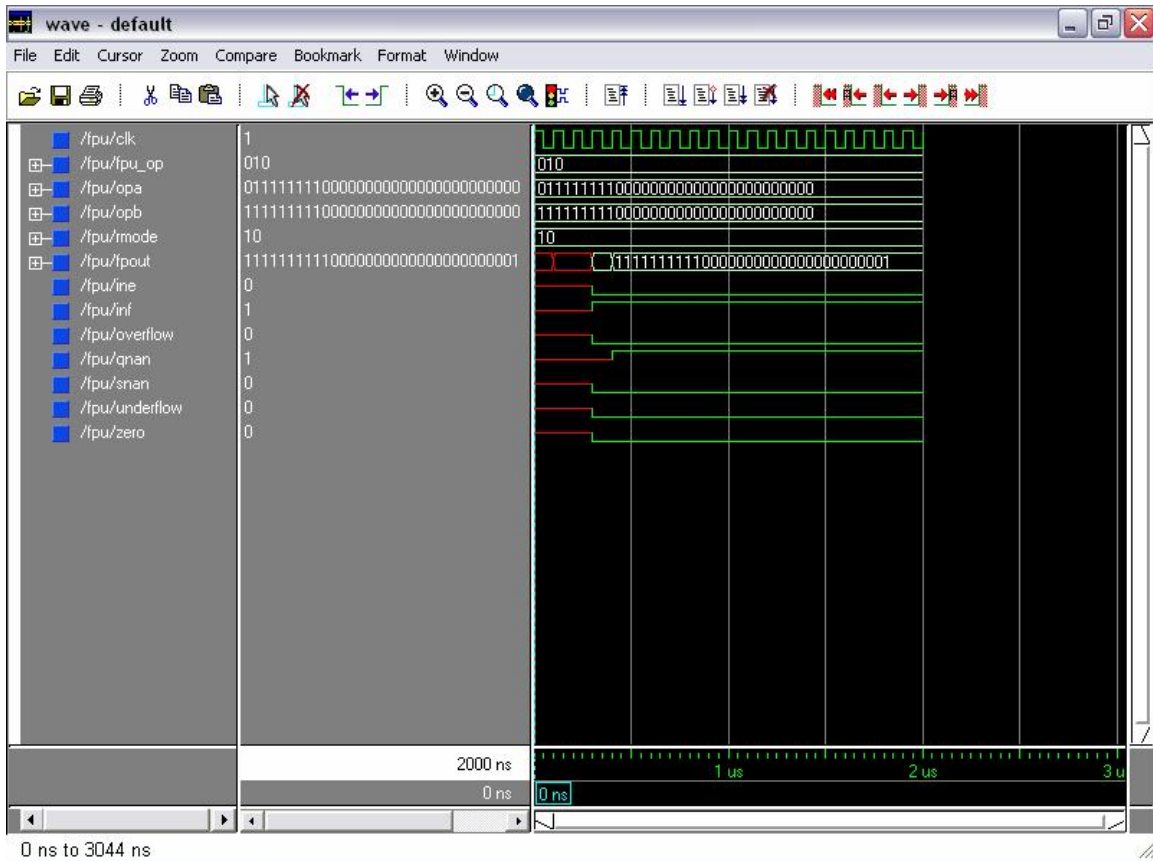 wave - default
File Edit Cursor Zoom Compare Bookmark Format Window
/fpu/clk 1
/fpu/fpu_op 010 010
/fpu/opa 01111111100000000000000000000000 01111111100000000000000000000000
/fpu/opb 11111111100000000000000000000000 11111111100000000000000000000000
/fpu/rmode 10 10
/fpu/fpout 11111111110000000000000000000001 11111111110000000000000000000001
/fpu/ine 0
/fpu/inf 1
/fpu/overflow 0
/fpu/qnan 1
/fpu/snan 0
/fpu/underflow 0
/fpu/zero 0
2000 ns 1 us 2 us 3 u
0 ns 0 ns
0 ns to 3044 ns